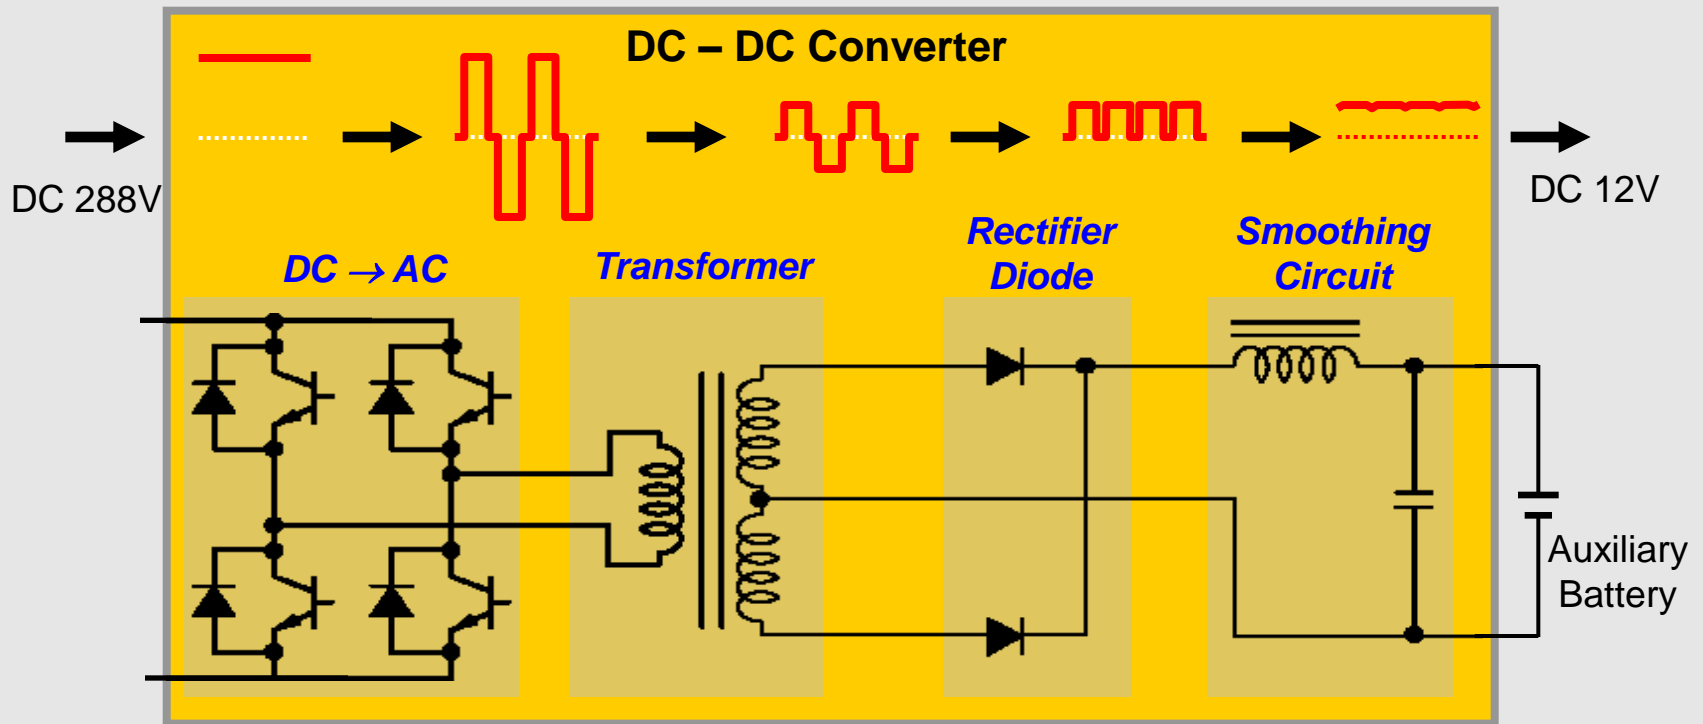 DC – DC Converter
DC 288V
DC 12V
DC → AC
Transformer
Rectifier
Diode
Smoothing
Circuit
Auxiliary
Battery